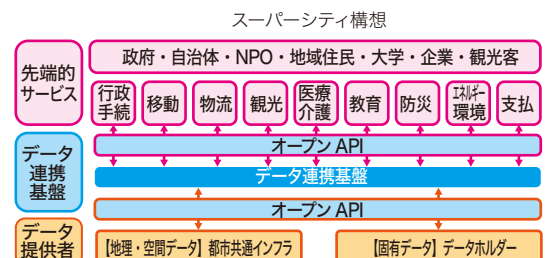 スーパーシティ構想
先端的
サービス
政府・自治体・NPO・地域住民・大学・企業・観光客
行政
手続
移動
物流
観光
医療
介護
教育
防災
エネルギー
環境
支払
オープン API
データ
連携
基盤
データ連携基盤
オープン API
データ
提供者
【地理・空間データ】都市共通インフラ
【固有データ】データホルダー